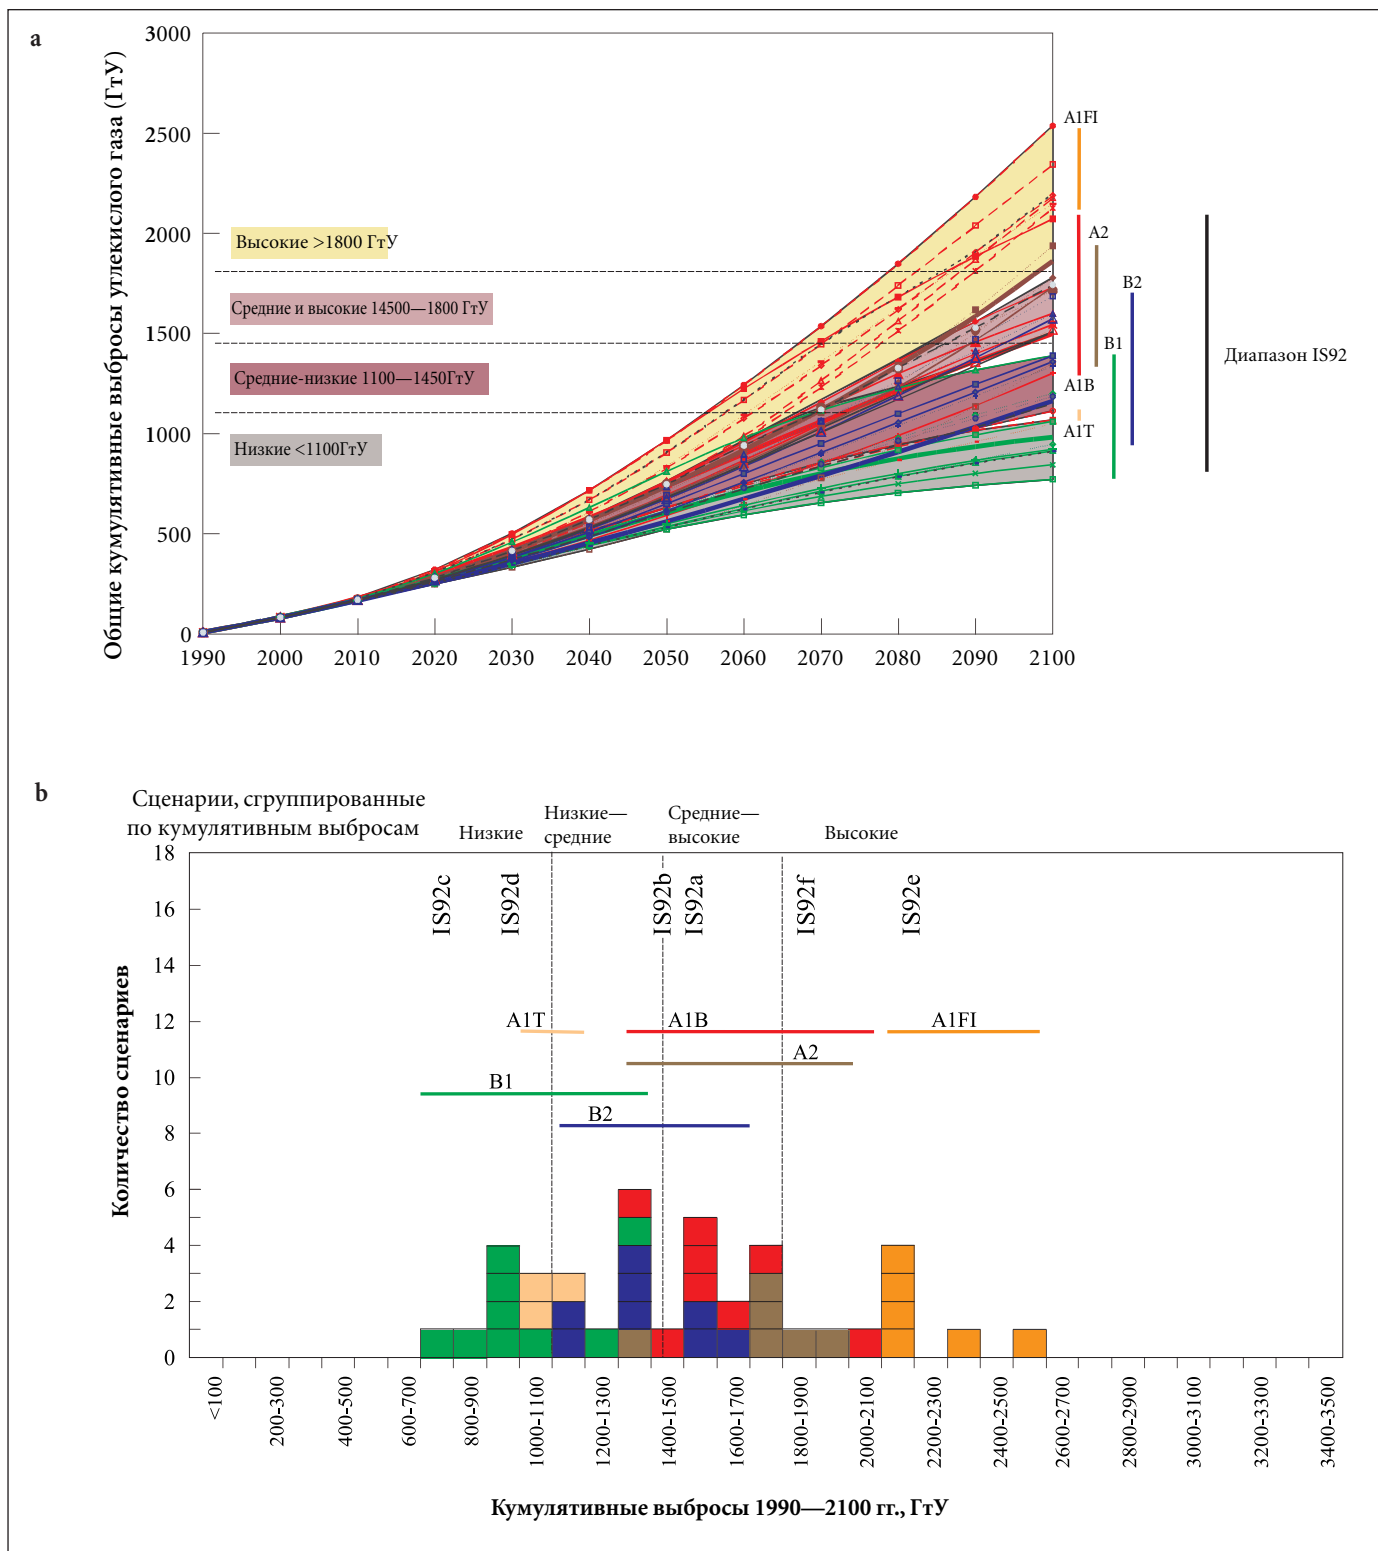 a
Общие кумулятивные выбросы углекислого газа (ГтУ)
3000
2500
2000
1500
1000
500
0
Высокие >1800 ГтУ
Средние и высокие 14500—1800 ГтУ
Средние-низкие 1100—1450ГтУ
Низкие <1100ГтУ
1990 2000 2010 2020 2030 2040 2050 2060 2070 2080 2090 2100
A1FI
A2
B2
B1
A1B
A1T
Диапазон IS92
b
Сценарии, сгруппированные
по кумулятивным выбросам
Низкие
Низкие—
средние
Средние—
высокие
Высокие
Количество сценариев
18
16
14
12
10
8
6
4
2
0
IS92c
IS92d
IS92b
IS92a
IS92f
IS92e
A1T
A1B
A1FI
A2
B1
B2
<100
200-300
400-500
600-700
800-900
1000-1100
1200-1300
1400-1500
1600-1700
1800-1900
2000-2100
2200-2300
2400-2500
2600-2700
2800-2900
3000-3100
3200-3300
3400-3500
Кумулятивные выбросы 1990—2100 гг., ГтУ